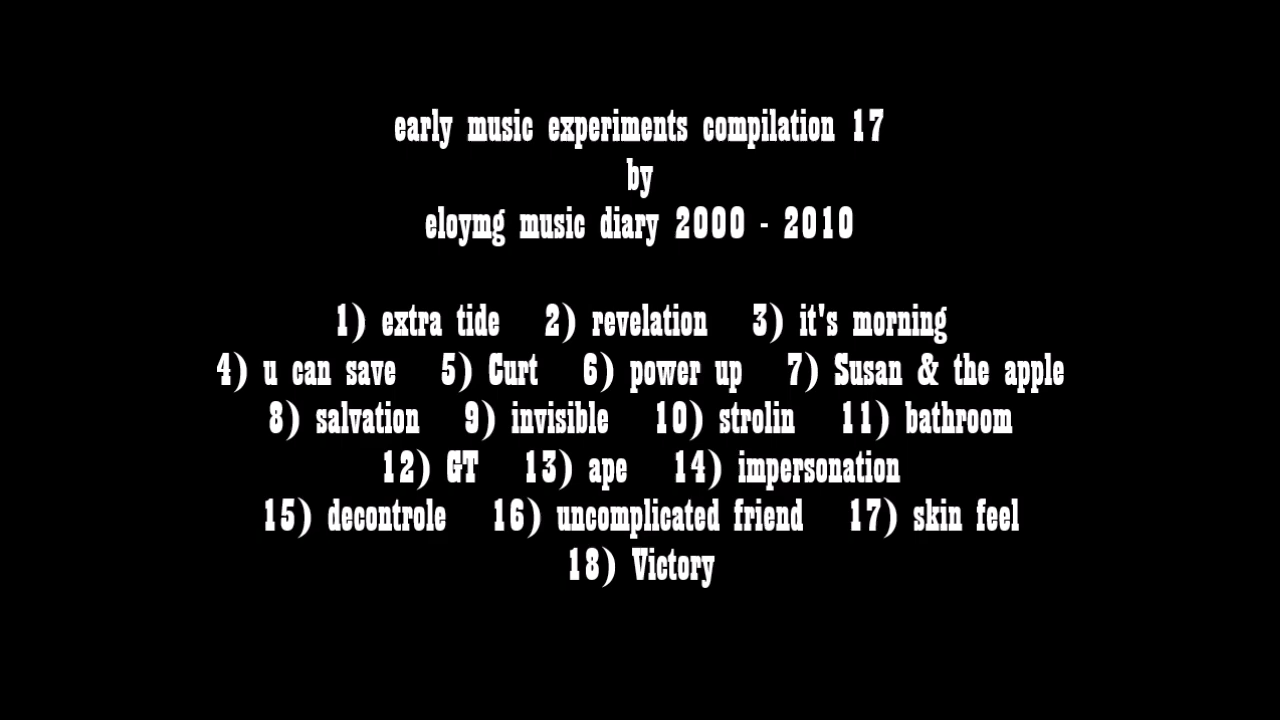 early music experiments compilation 17
by
eloymg music diary 2000 - 2010
1) extra tide 2) revelation 3) it's morning
4) u can save 5) Curt 6) power up 7) Susan & the apple
8) salvation 9) invisible 10) strolin 11) bathroom
12) GT 13) ape 14) impersonation
15) decontrole 16) uncomplicated friend 17) skin feel
18) Victory